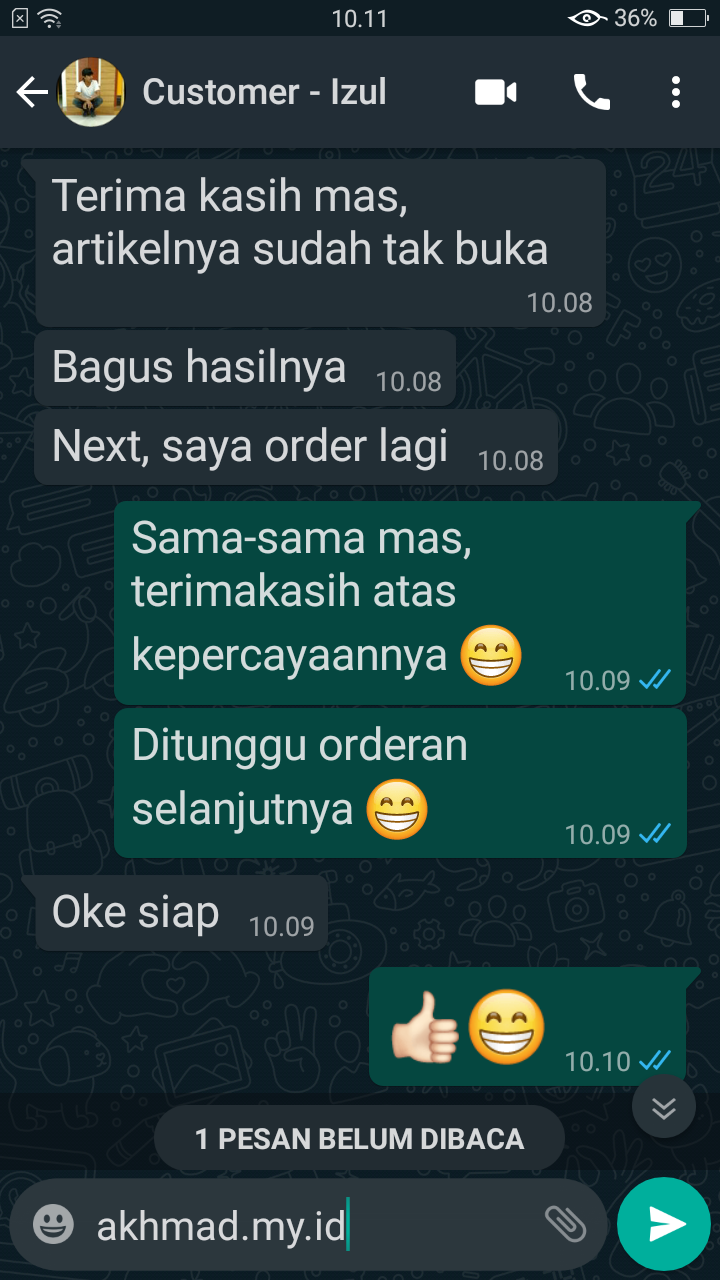 10.11
36%
Customer - Izul
Terima kasih mas,
artikelnya sudah tak buka
10.08
Bagus hasilnya 10.08
Next, saya order lagi 10.08
Sama-sama mas,
terimakasih atas
kepercayaannya 😁
10.09
Ditunggu orderan
selanjutnya 😁
10.09
Oke siap 10.09
👍🏻😁 10.10
1 PESAN BELUM DIBACA
akhmad.my.id